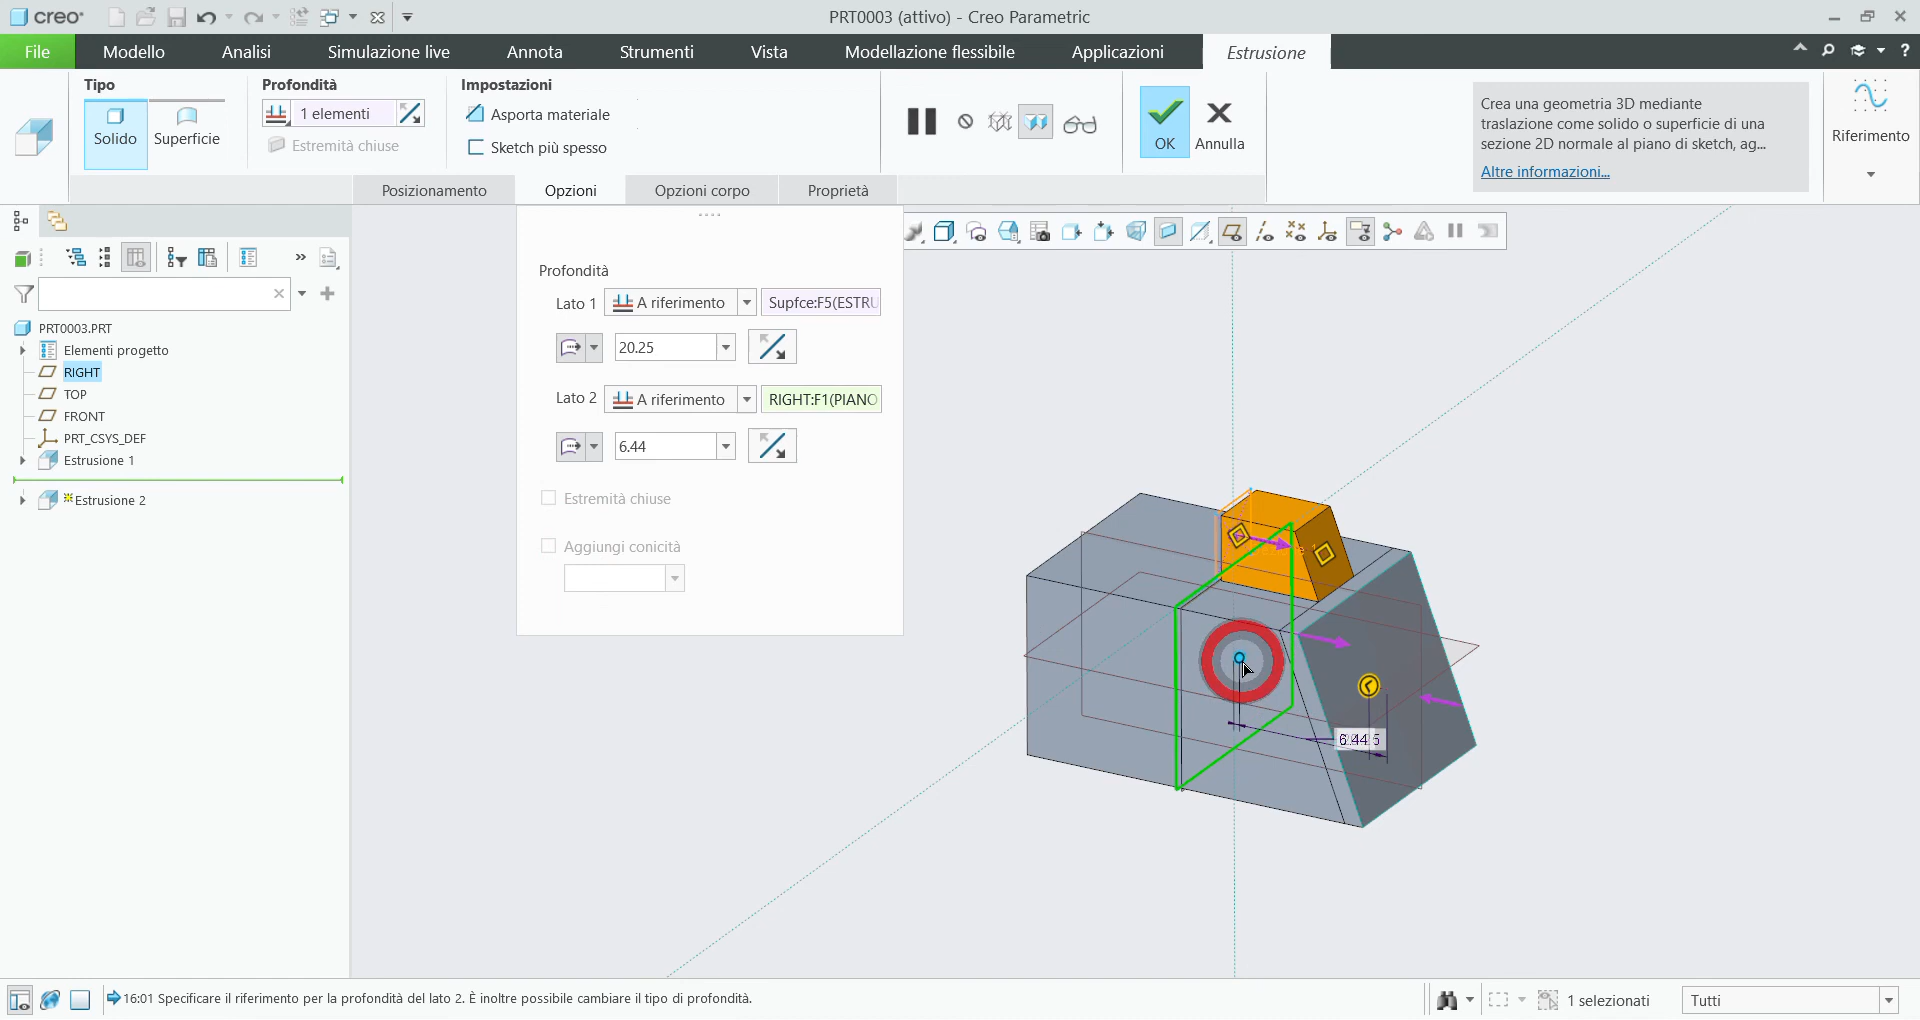 creo
PRT0003 (attivo) - Creo Parametric
File
Modello
Analisi
Simulazione live
Annota
Strumenti
Vista
Modellazione flessibile
Applicazioni
Estrusione
Tipo
Profondità
Impostazioni
Solido
Superficie
1 elementi
Estremità chiuse
Asporta materiale
Sketch più spesso
OK
Annulla
Crea una geometria 3D mediante
traslazione come solido o superficie di una
sezione 2D normale al piano di sketch, ag...
Altre informazioni...
Riferimento
Posizionamento
Opzioni
Opzioni corpo
Proprietà
PRT0003.PRT
Elementi progetto
RIGHT
TOP
FRONT
PRT_CSYS_DEF
Estrusione 1
Estrusione 2
Profondità
Lato 1
A riferimento
Supfce:F5(ESTRU
20.25
Lato 2
A riferimento
RIGHT:F1(PIANO
6.44
Estremità chiuse
Aggiungi conicità
6.44
16:01 Specificare il riferimento per la profondità del lato 2. È inoltre possibile cambiare il tipo di profondità.
1 selezionati
Tutti